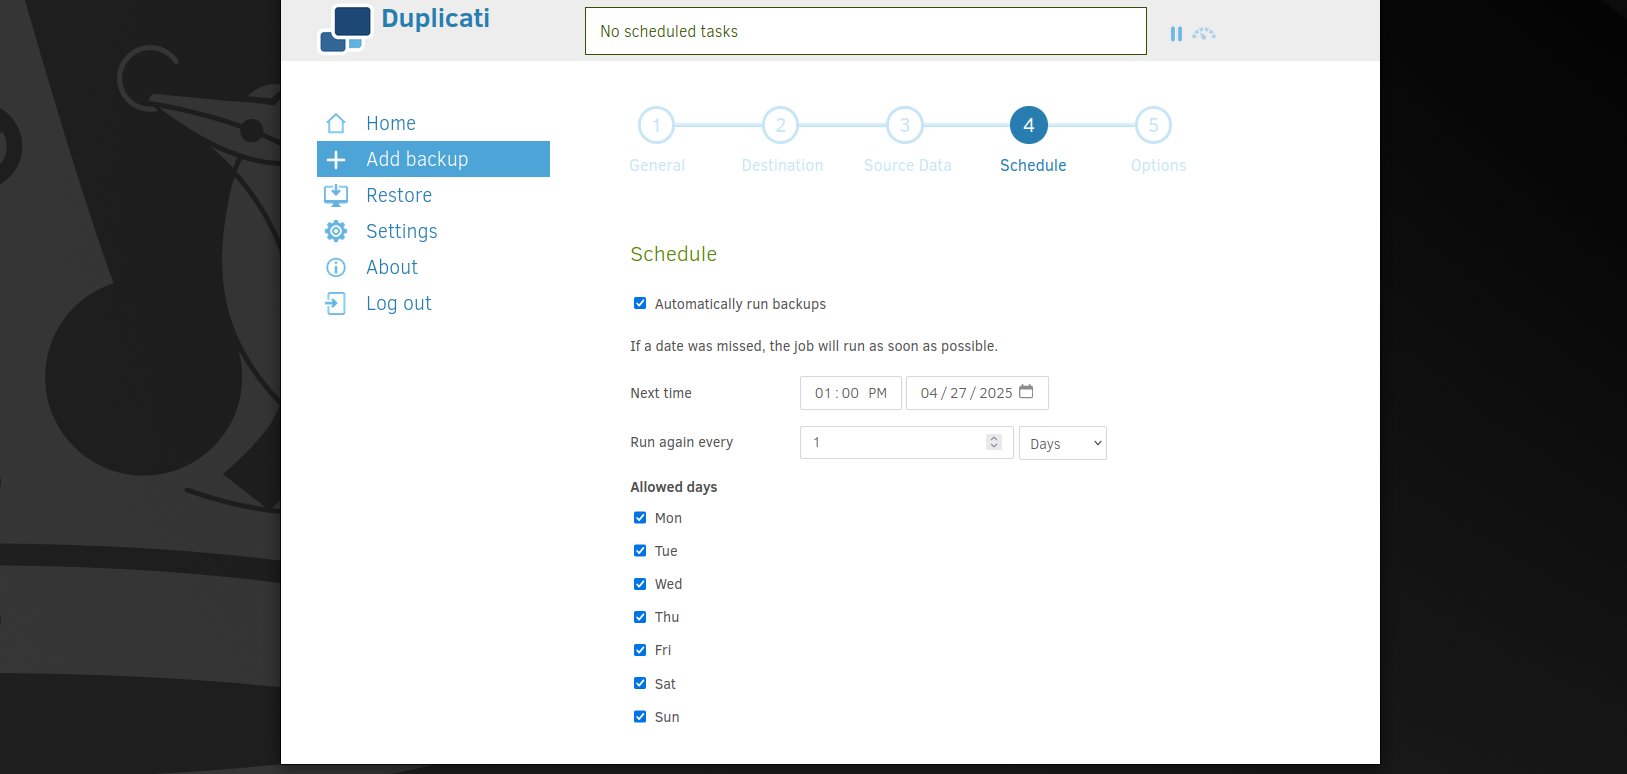 Duplicati
No scheduled tasks
Home
Add backup
Restore
Settings
About
Log out
1 2 3 4 5
General Destination Source Data Schedule Options
Schedule
Automatically run backups
If a date was missed, the job will run as soon as possible.
Next time 01:00 PM 04/27/2025
Run again every 1 Days
Allowed days
Mon
Tue
Wed
Thu
Fri
Sat
Sun